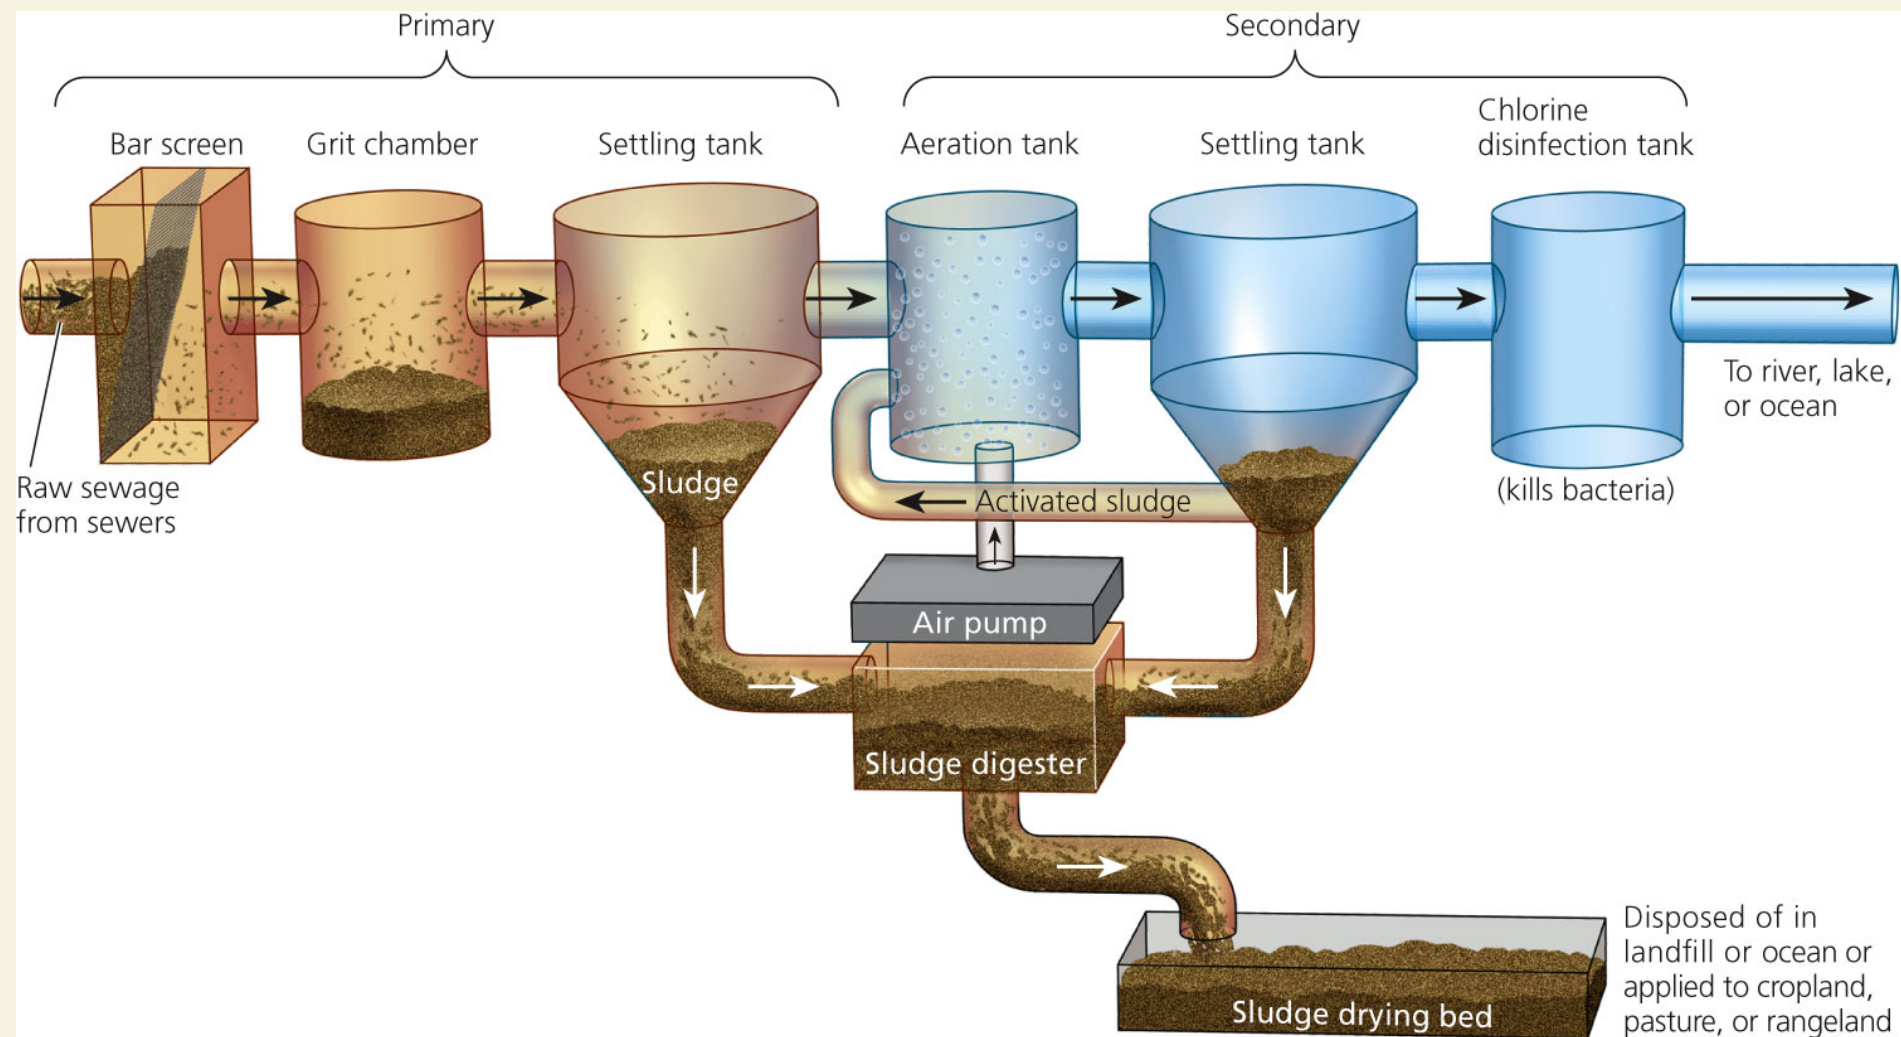 Primary
Secondary
Bar screen
Grit chamber
Settling tank
Aeration tank
Settling tank
Chlorine
disinfection tank
Raw sewage
from sewers
Sludge
Activated sludge
(kills bacteria)
To river, lake,
or ocean
Air pump
Sludge digester
Sludge drying bed
Disposed of in
landfill or ocean or
applied to cropland,
pasture, or rangeland